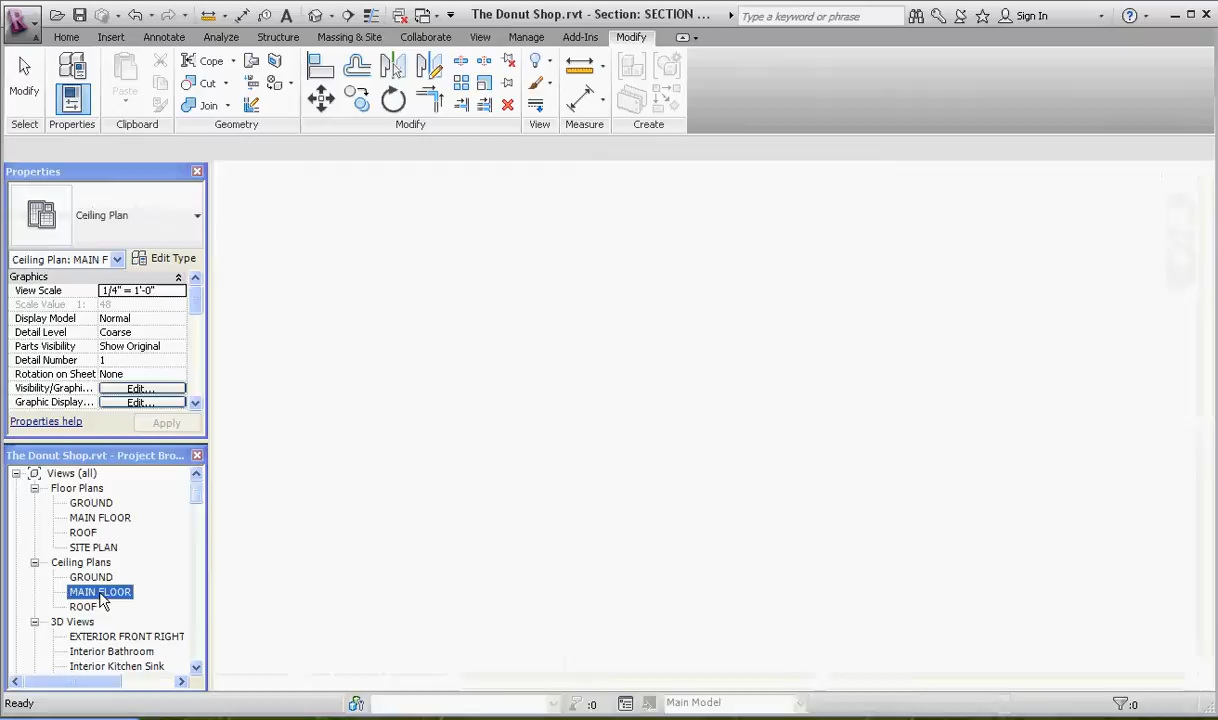 The Donut Shop.rvt - Section: SECTION ...
Type a keyword or phrase
Sign In
Home Insert Annotate Analyze Structure Massing & Site Collaborate View Manage Add-Ins Modify
Modify
Paste
Cope
Cut
Join
Select Properties Clipboard Geometry Modify View Measure Create
Properties
Ceiling Plan
Ceiling Plan: MAIN F
Edit Type
Graphics
View Scale 1/4" = 1'-0"
Scale Value 1: 48
Display Model Normal
Detail Level Coarse
Parts Visibility Show Original
Detail Number 1
Rotation on Sheet None
Visibility/Graphi... Edit...
Graphic Display... Edit...
Properties help Apply
The Donut Shop.rvt - Project Bro...
Views (all)
Floor Plans
GROUND
MAIN FLOOR
ROOF
SITE PLAN
Ceiling Plans
GROUND
MAIN FLOOR
ROOF
3D Views
EXTERIOR FRONT RIGHT
Interior Bathroom
Interior Kitchen Sink
Ready
:0
Main Model
:0